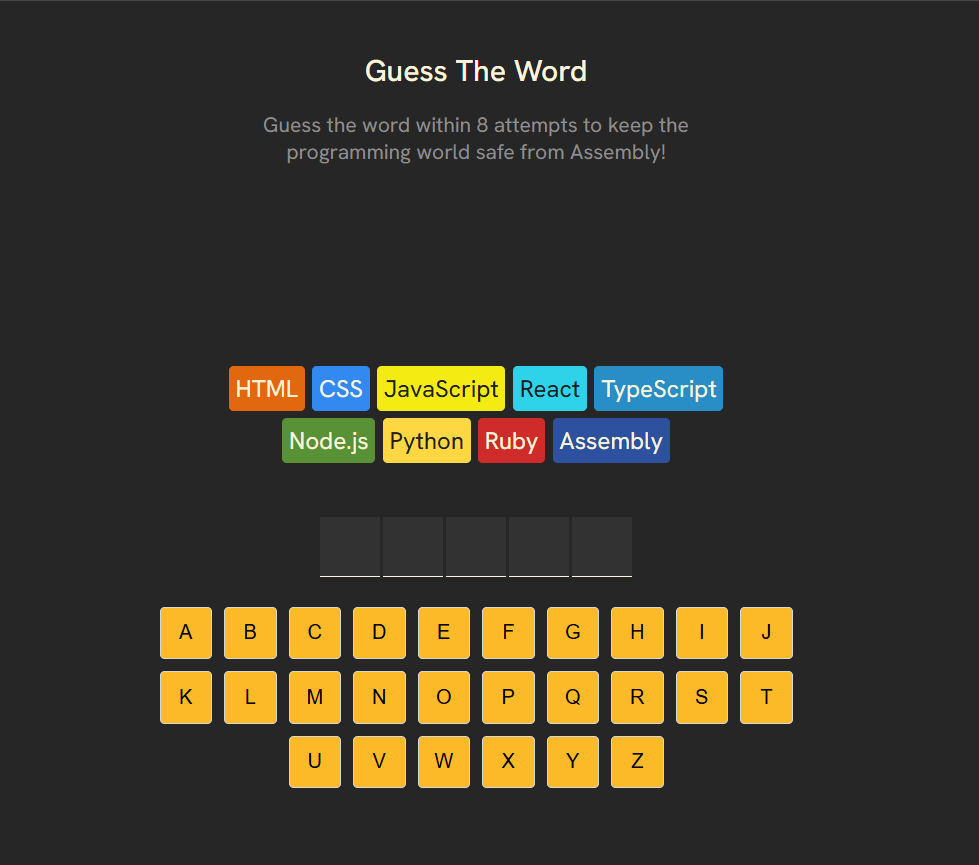 Guess The Word
Guess the word within 8 attempts to keep the
programming world safe from Assembly!
HTML CSS JavaScript React TypeScript
Node.js Python Ruby Assembly
A B C D E F G H I J
K L M N O P Q R S T
U V W X Y Z